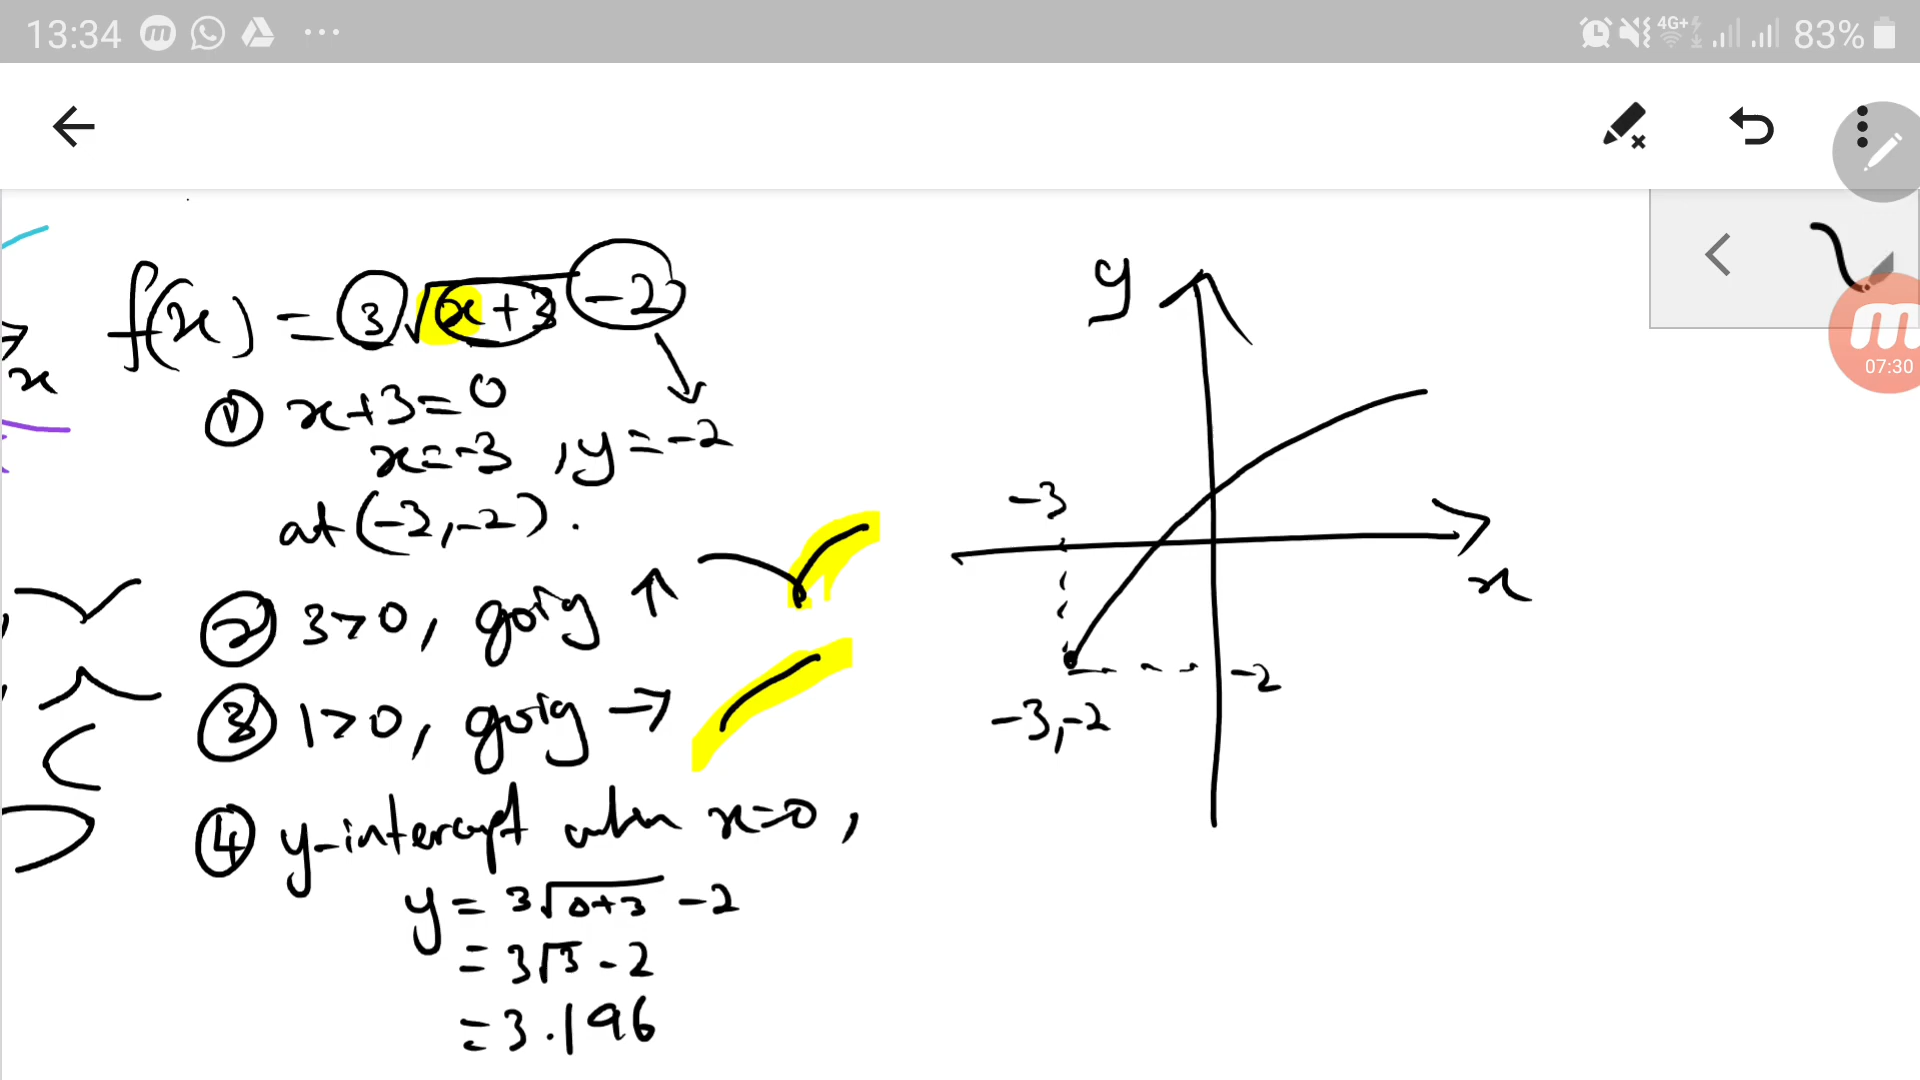 13:34 ... 4G+ 83%
07:30
f(x) = 3√(x+3) -2
① x+3=0
x=-3 , y=-2
at (-3,-2).
② 3>0, going ↑
③ 1>0, going →
④ y-intercept when x=0,
y = 3√(0+3) -2
= 3√3 -2
= 3.196
x
y
-3
x
-2
-3,-2